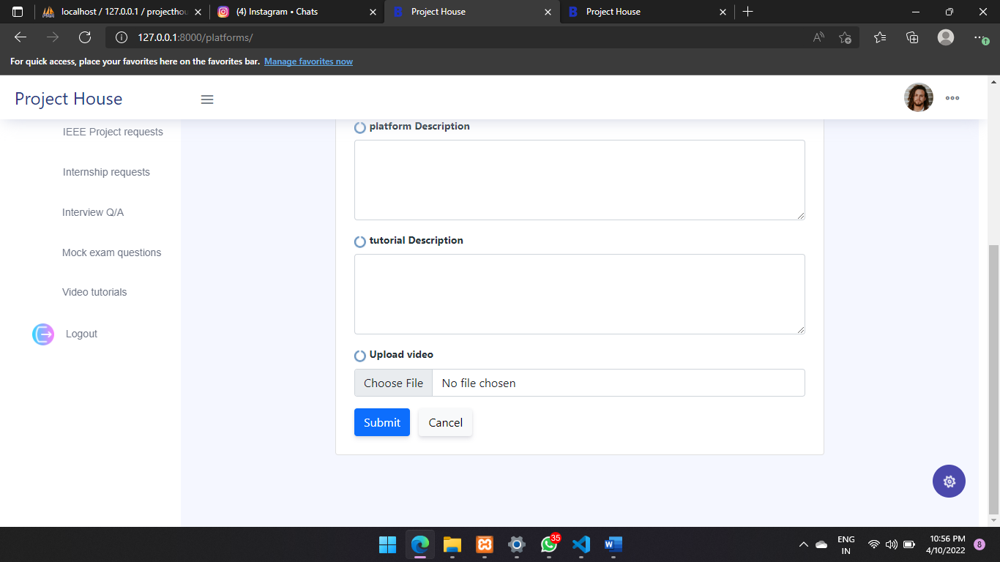 localhost / 127.0.0.1 / projecthou
(4) Instagram • Chats
Project House
Project House
127.0.0.1:8000/platforms/
For quick access, place your favorites here on the favorites bar. Manage favorites now
Project House
IEEE Project requests
Internship requests
Interview Q/A
Mock exam questions
Video tutorials
Logout
platform Description
tutorial Description
Upload video
Choose File No file chosen
Submit Cancel
35
ENG
IN
10:56 PM
4/10/2022
8